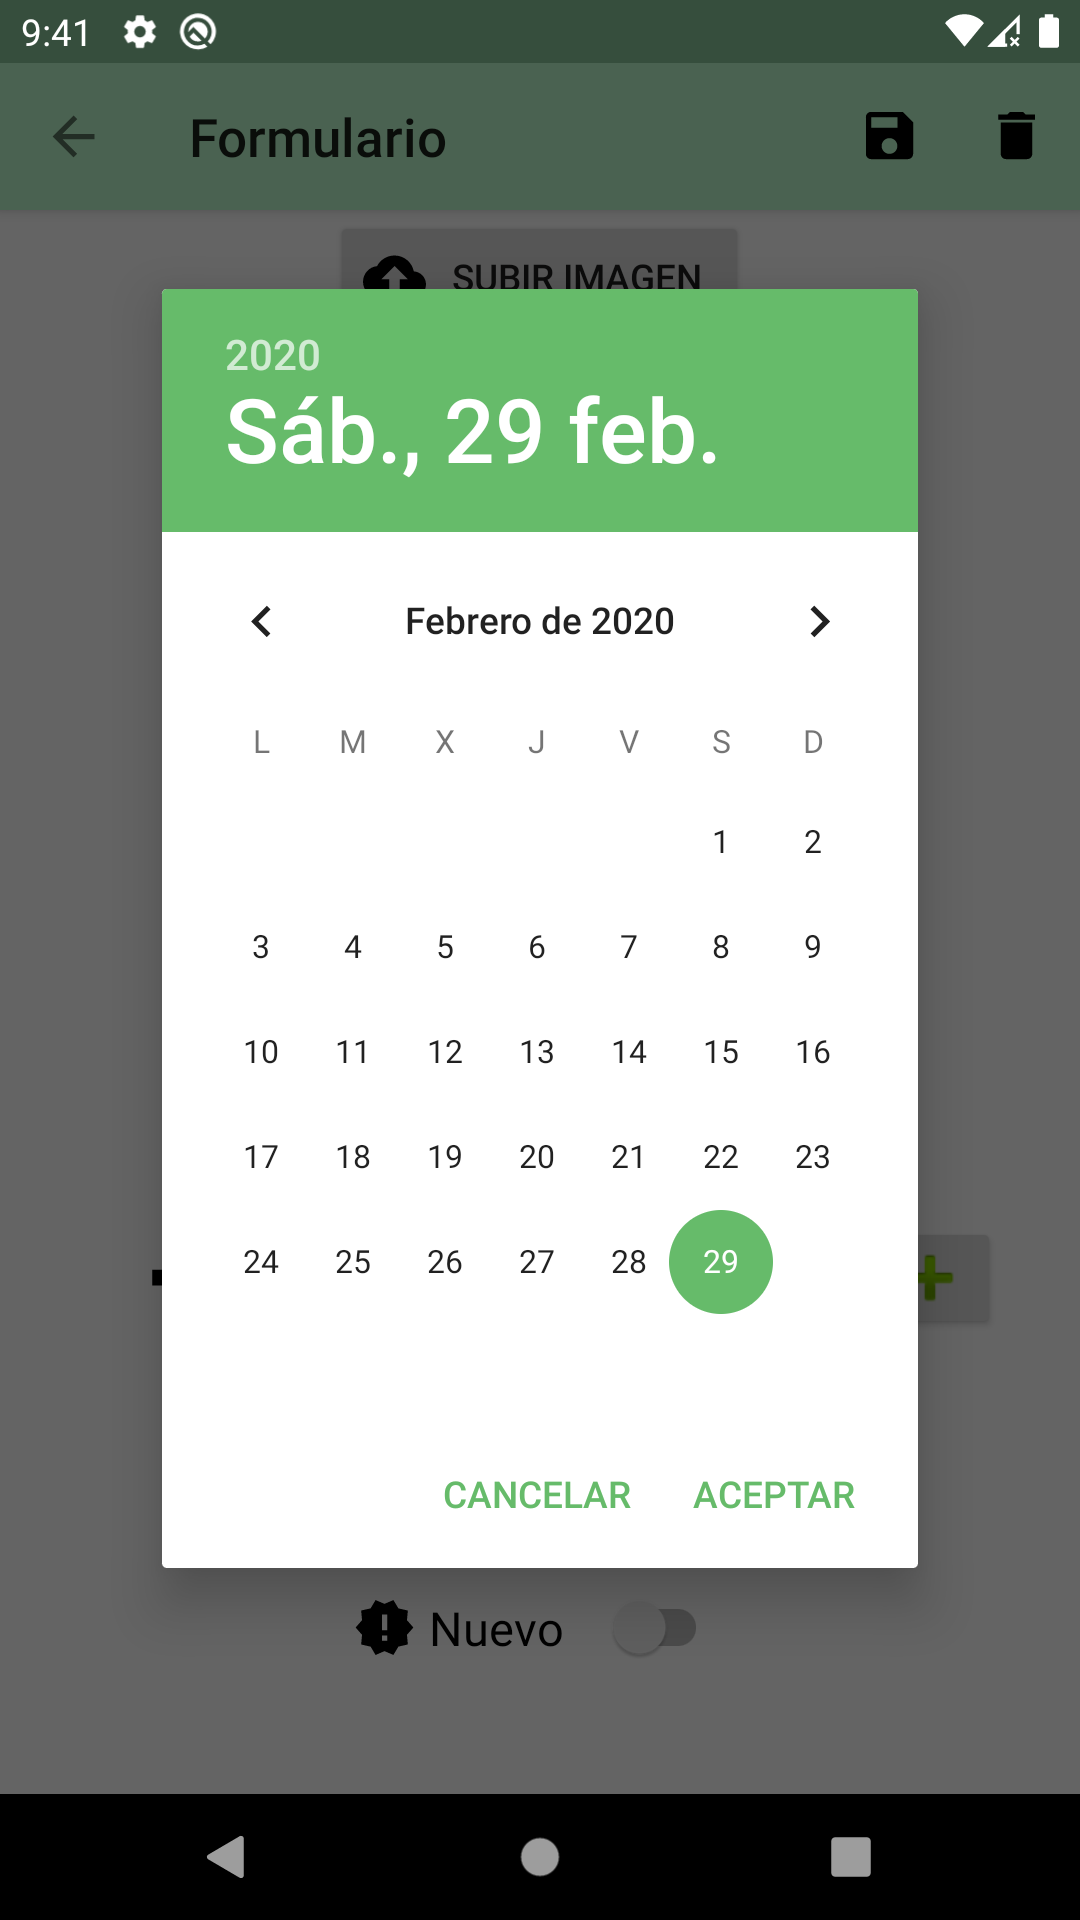 9:41
Formulario
SUBIR IMAGEN
2020
Sáb., 29 feb.
Febrero de 2020
L M X J V S D
1 2
3 4 5 6 7 8 9
10 11 12 13 14 15 16
17 18 19 20 21 22 23
24 25 26 27 28 29
CANCELAR ACEPTAR
Nuevo